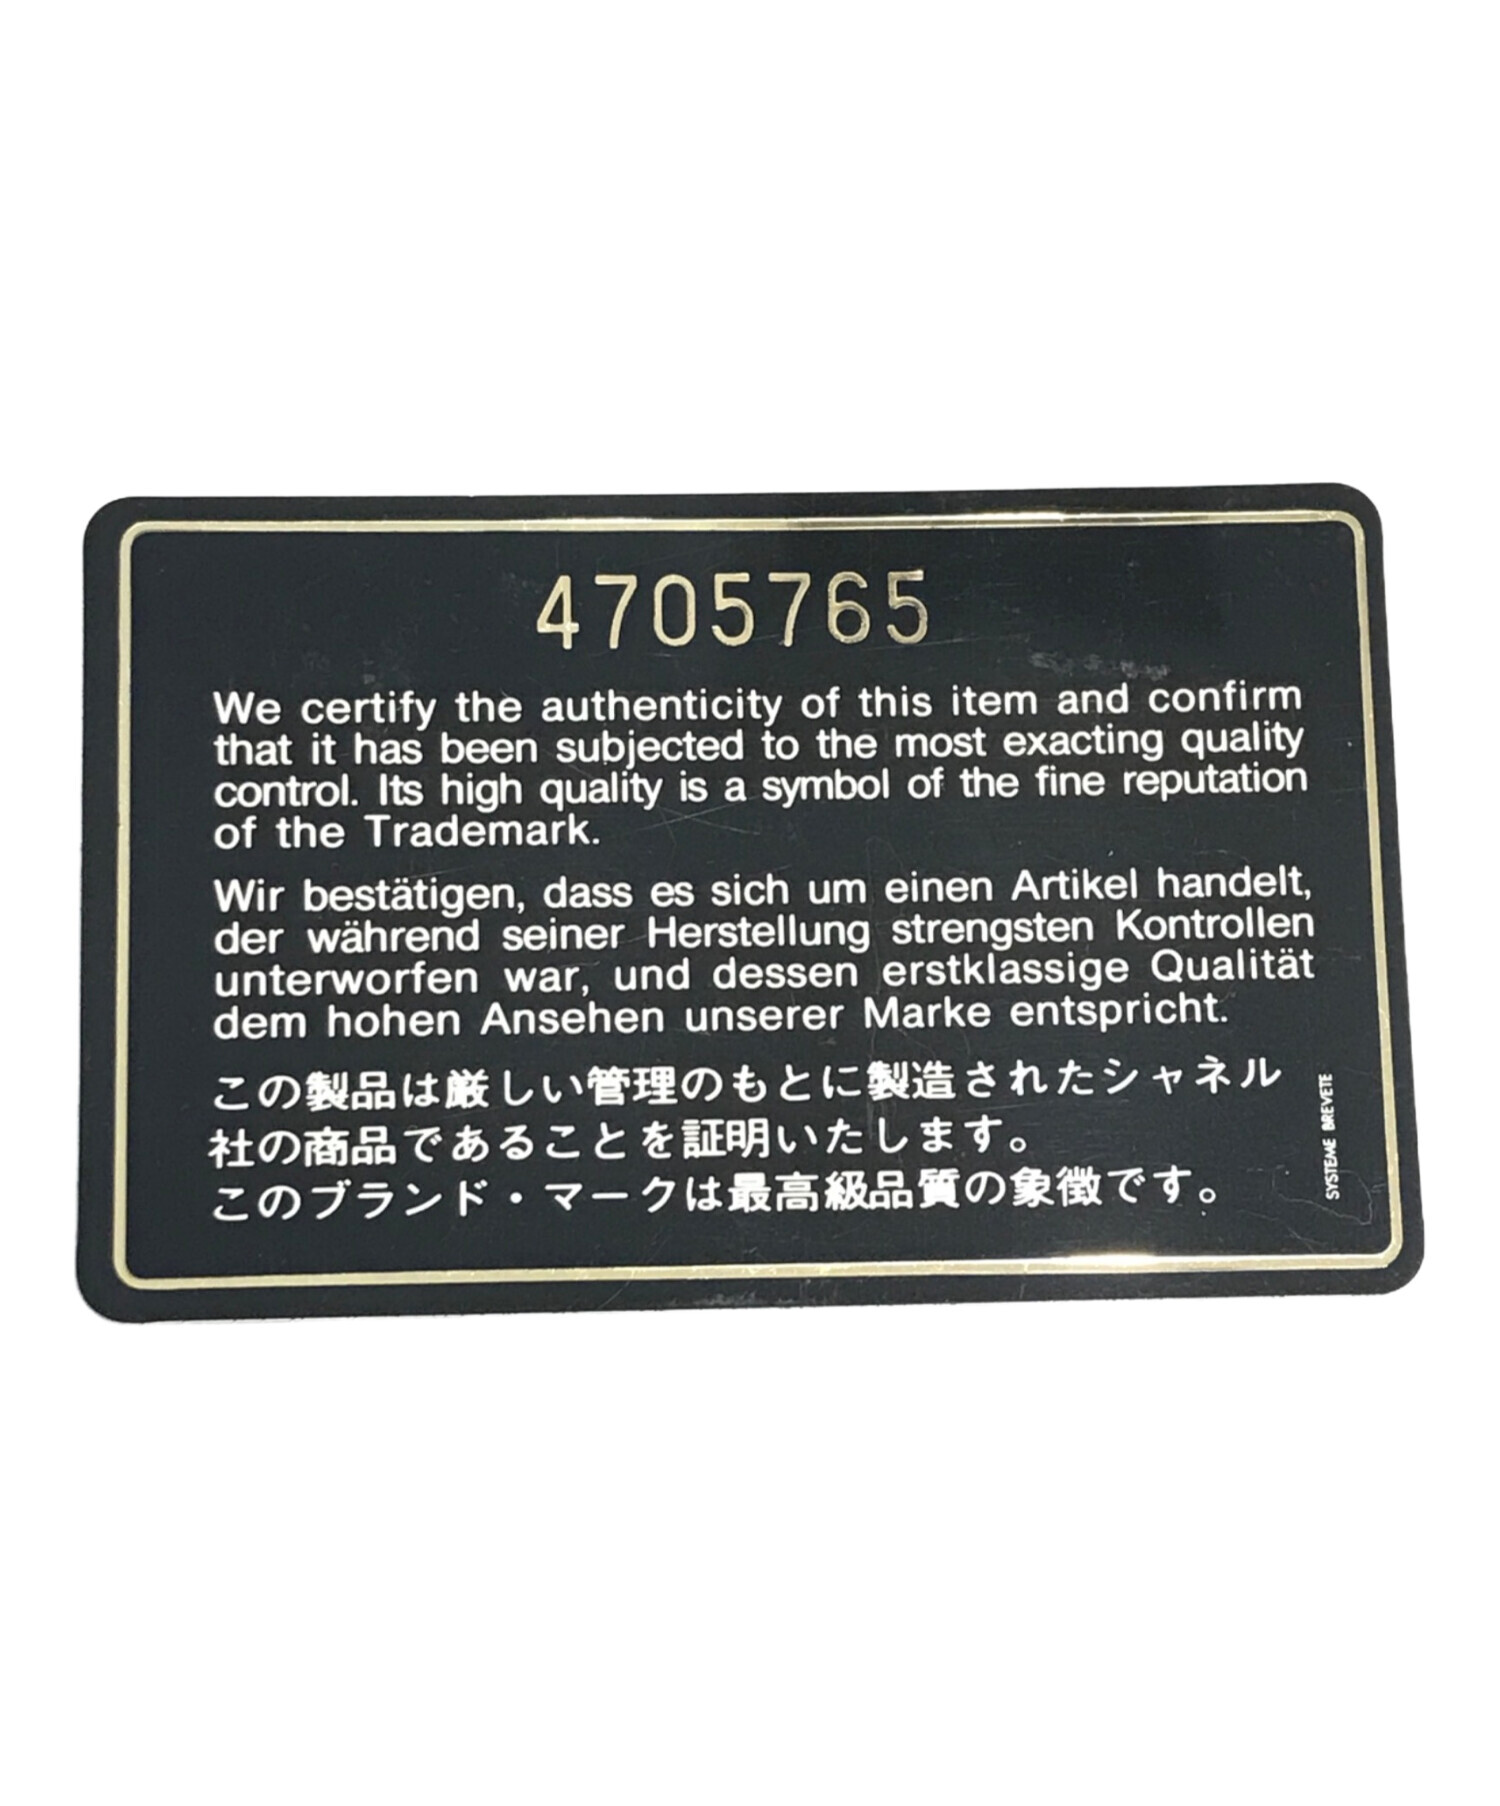 4705765
We certify the authenticity of this item and confirm
that it has been subjected to the most exacting quality
control. Its high quality is a symbol of the fine reputation
of the Trademark.
Wir bestätigen, dass es sich um einen Artikel handelt,
der während seiner Herstellung strengsten Kontrollen
unterworfen war, und dessen erstklassige Qualität
dem hohen Ansehen unserer Marke entspricht.
この製品は厳しい管理のもとに製造されたシャネル
社の商品であることを証明いたします。
このブランド・マークは最高級品質の象徴です。
SYSTEME BREVETE